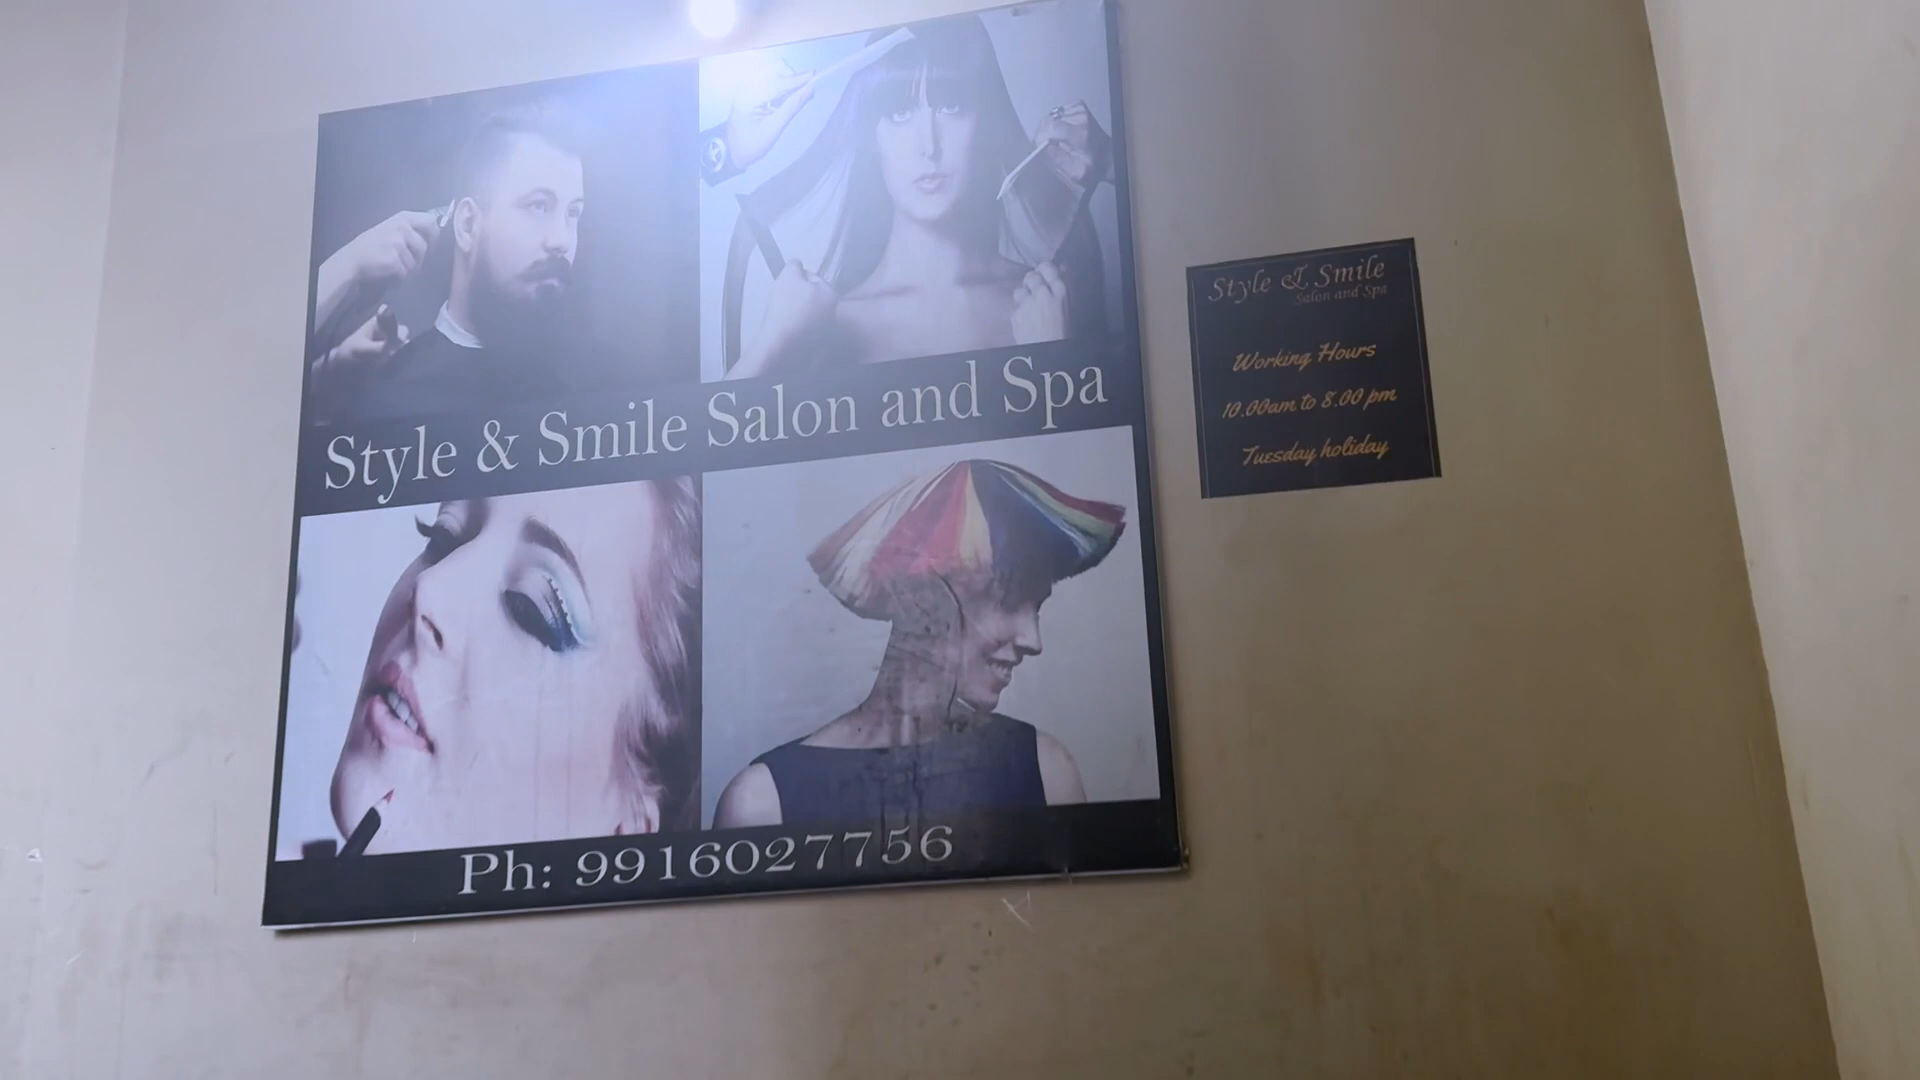 Style & Smile Salon and Spa
Ph: 9916027756
Style & Smile
Salon and Spa
Working Hours
10.00am to 8.00 pm
Tuesday holiday